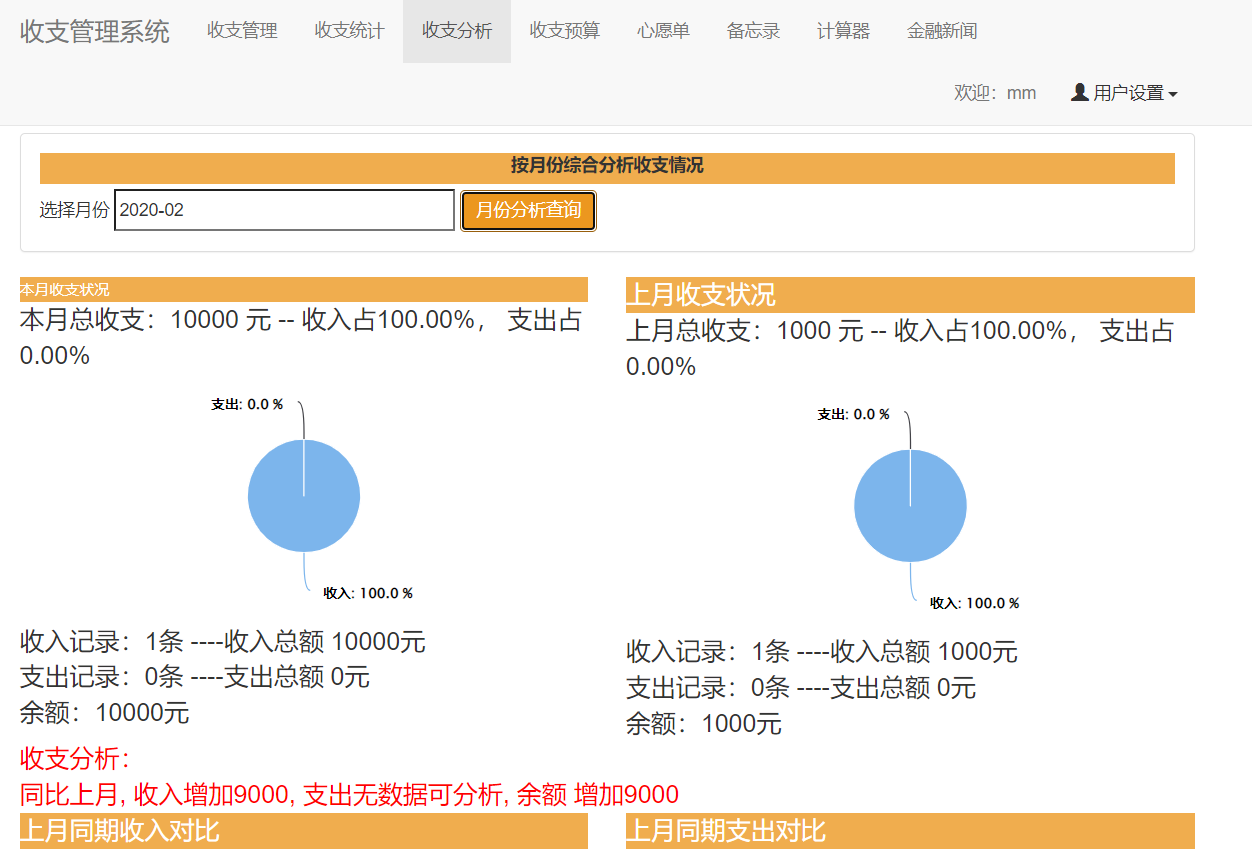 收支管理系统 收支管理 收支统计 收支分析 收支预算 心愿单 备忘录 计算器 金融新闻
欢迎：mm 用户设置
按月份综合分析收支情况
选择月份 2020-02 月份分析查询
本月收支状况
本月总收支：10000 元 -- 收入占100.00%， 支出占
0.00%
支出: 0.0 %
收入: 100.0 %
收入记录：1条 ----收入总额 10000元
支出记录：0条 ----支出总额 0元
余额：10000元
上月收支状况
上月总收支：1000 元 -- 收入占100.00%， 支出占
0.00%
支出: 0.0 %
收入: 100.0 %
收入记录：1条 ----收入总额 1000元
支出记录：0条 ----支出总额 0元
余额：1000元
收支分析：
同比上月, 收入增加9000, 支出无数据可分析, 余额 增加9000
上月同期收入对比
上月同期支出对比